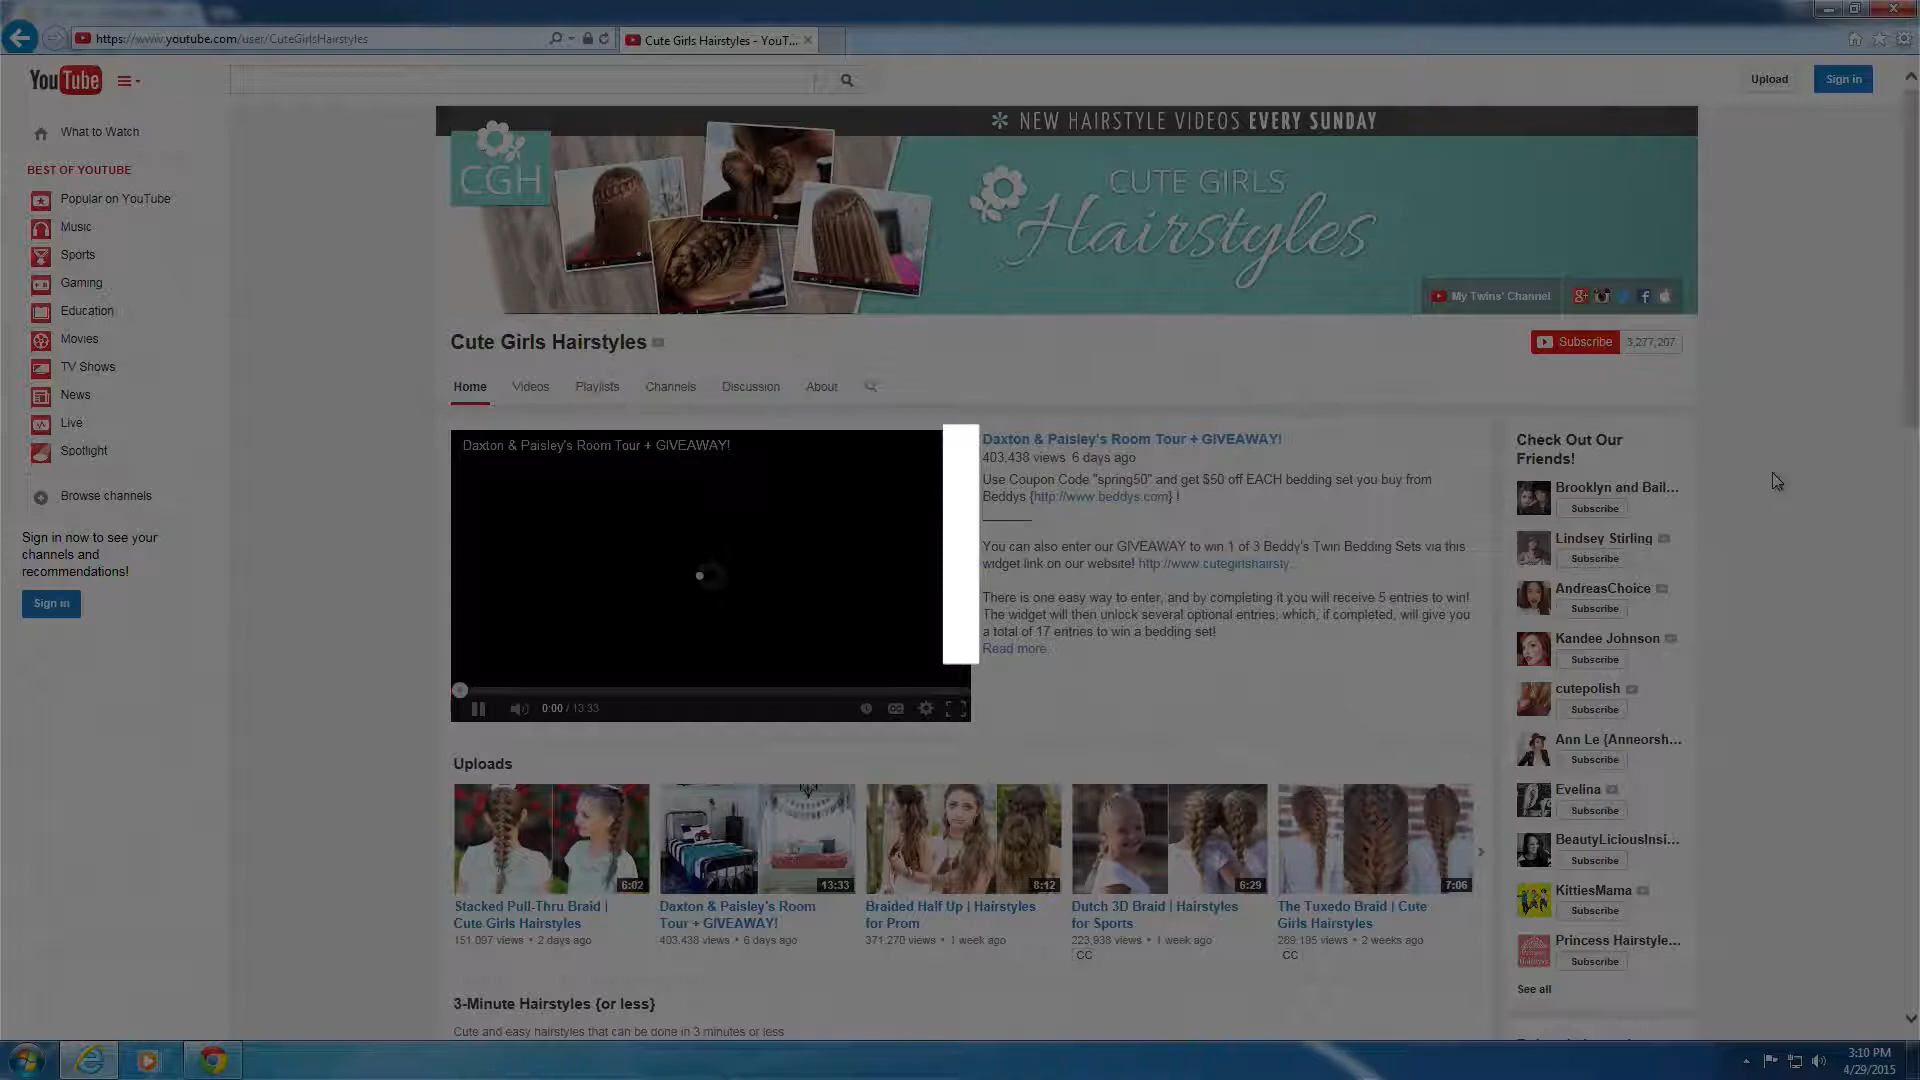 https://www.youtube.com/user/CuteGirlsHairstyles
Cute Girls Hairstyles - YouT...
YouTube
Upload
Sign in
What to Watch
BEST OF YOUTUBE
Popular on YouTube
Music
Sports
Gaming
Education
Movies
TV Shows
News
Live
Spotlight
Browse channels
Sign in now to see your
channels and
recommendations!
Sign in
NEW HAIRSTYLE VIDEOS EVERY SUNDAY
CGH
CUTE GIRLS
Hairstyles
My Twins' Channel
Cute Girls Hairstyles
Subscribe 3,277,207
Home Videos Playlists Channels Discussion About
Daxton & Paisley's Room Tour + GIVEAWAY!
0:00 / 13:33
CC
Daxton & Paisley's Room Tour + GIVEAWAY!
403,438 views 6 days ago
Use Coupon Code "spring50" and get $50 off EACH bedding set you buy from
Beddys {http://www.beddys.com} !
You can also enter our GIVEAWAY to win 1 of 3 Beddy's Twin Bedding Sets via this
widget link on our website! http://www.cutegirlshairsty...
There is one easy way to enter, and by completing it you will receive 5 entries to win!
The widget will then unlock several optional entries, which, if completed, will give you
a total of 17 entries to win a bedding set!
Read more
Uploads
6:02
Stacked Pull-Thru Braid |
Cute Girls Hairstyles
151,097 views • 2 days ago
13:33
Daxton & Paisley's Room
Tour + GIVEAWAY!
403,438 views • 6 days ago
8:12
Braided Half Up | Hairstyles
for Prom
371,270 views • 1 week ago
6:29
Dutch 3D Braid | Hairstyles
for Sports
223,938 views • 1 week ago
CC
7:06
The Tuxedo Braid | Cute
Girls Hairstyles
289,195 views • 2 weeks ago
CC
3-Minute Hairstyles {or less}
Cute and easy hairstyles that can be done in 3 minutes or less
Check Out Our
Friends!
Brooklyn and Bail...
Subscribe
Lindsey Stirling
Subscribe
AndreasChoice
Subscribe
Kandee Johnson
Subscribe
cutepolish
Subscribe
Ann Le {Anneorsh...
Subscribe
Evelina
Subscribe
BeautyLiciousInsi...
Subscribe
KittiesMama
Subscribe
Princess Hairstyle...
Subscribe
See all
3:10 PM
4/29/2015